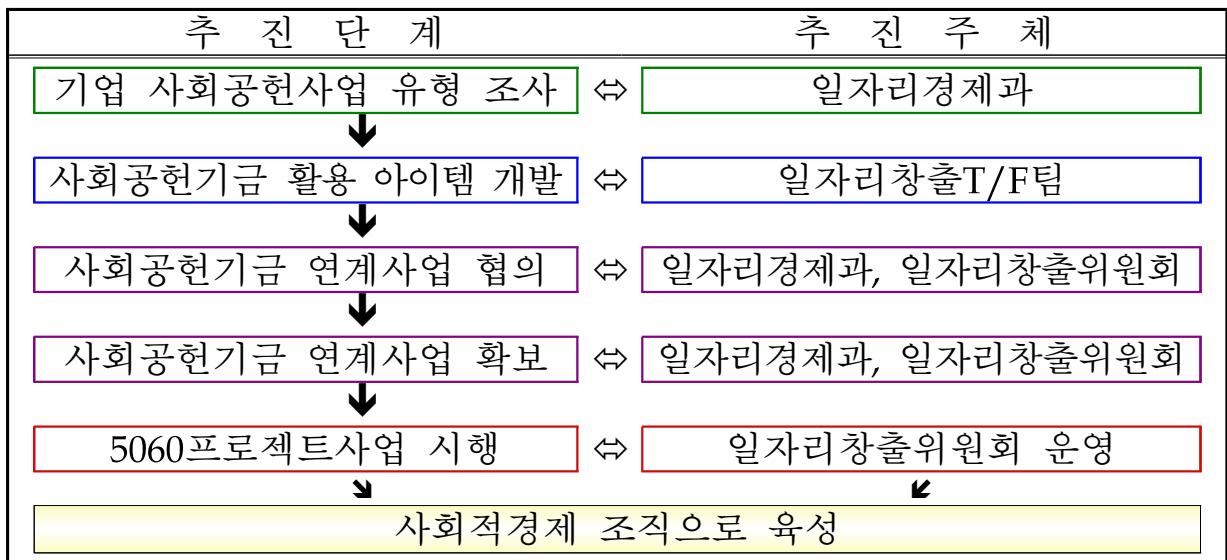 추 진 단 계 추 진 주 체
기업 사회공헌사업 유형 조사 ⇔ 일자리경제과
사회공헌기금 활용 아이템 개발 ⇔ 일자리창출T/F팀
사회공헌기금 연계사업 협의 ⇔ 일자리경제과, 일자리창출위원회
사회공헌기금 연계사업 확보 ⇔ 일자리경제과, 일자리창출위원회
5060프로젝트사업 시행 ⇔ 일자리창출위원회 운영
사회적경제 조직으로 육성